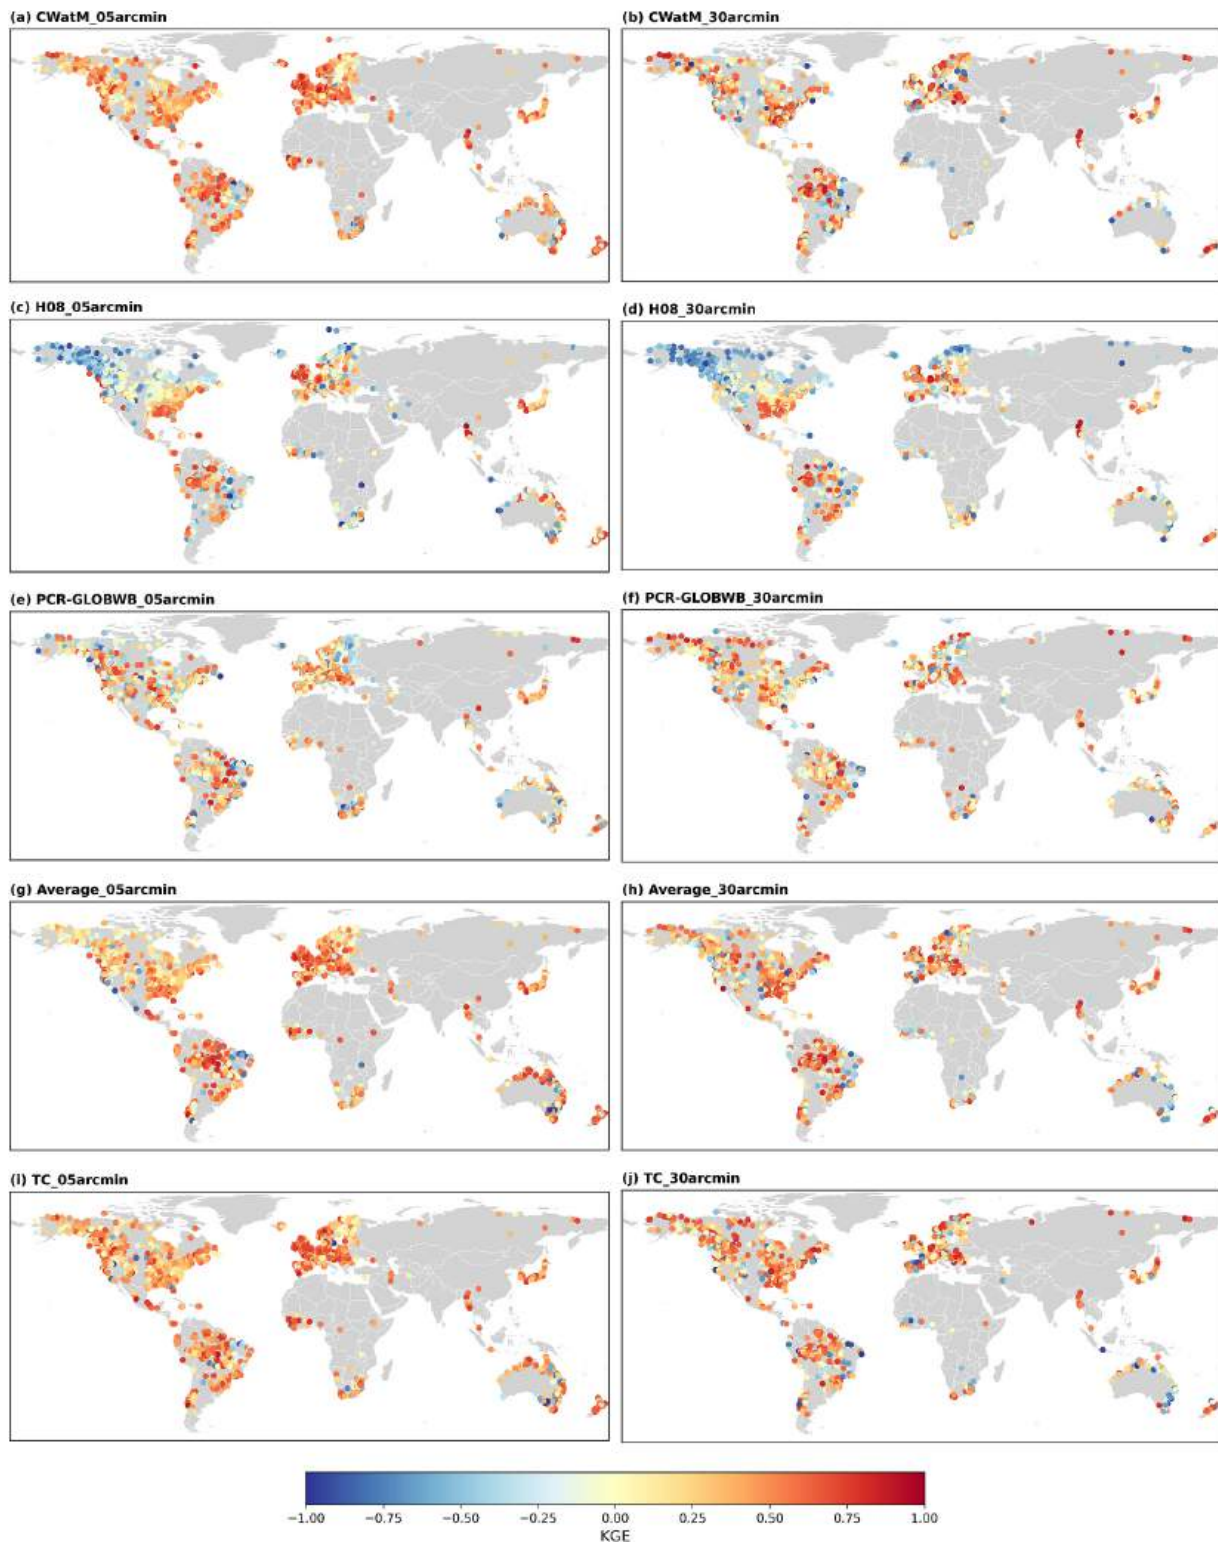 (a) CWatM_05arcmin
(b) CWatM_30arcmin
(c) H08_05arcmin
(d) H08_30arcmin
(e) PCR-GLOBWB_05arcmin
(f) PCR-GLOBWB_30arcmin
(g) Average_05arcmin
(h) Average_30arcmin
(i) TC_05arcmin
(j) TC_30arcmin
−1.00 −0.75 −0.50 −0.25 0.00 0.25 0.50 0.75 1.00
KGE